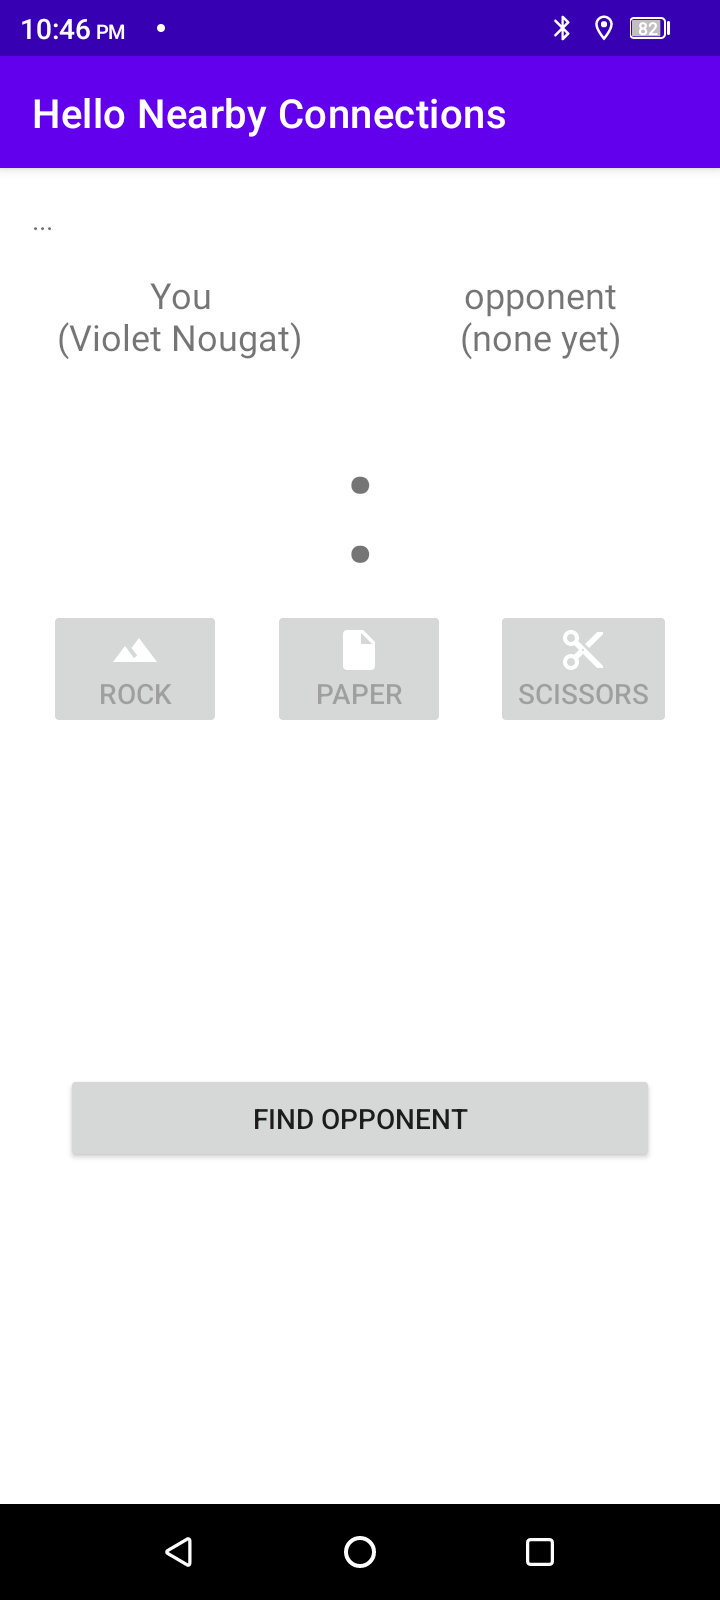 10:46 PM
82
Hello Nearby Connections
...
You
(Violet Nougat)
opponent
(none yet)
:
ROCK
PAPER
SCISSORS
FIND OPPONENT